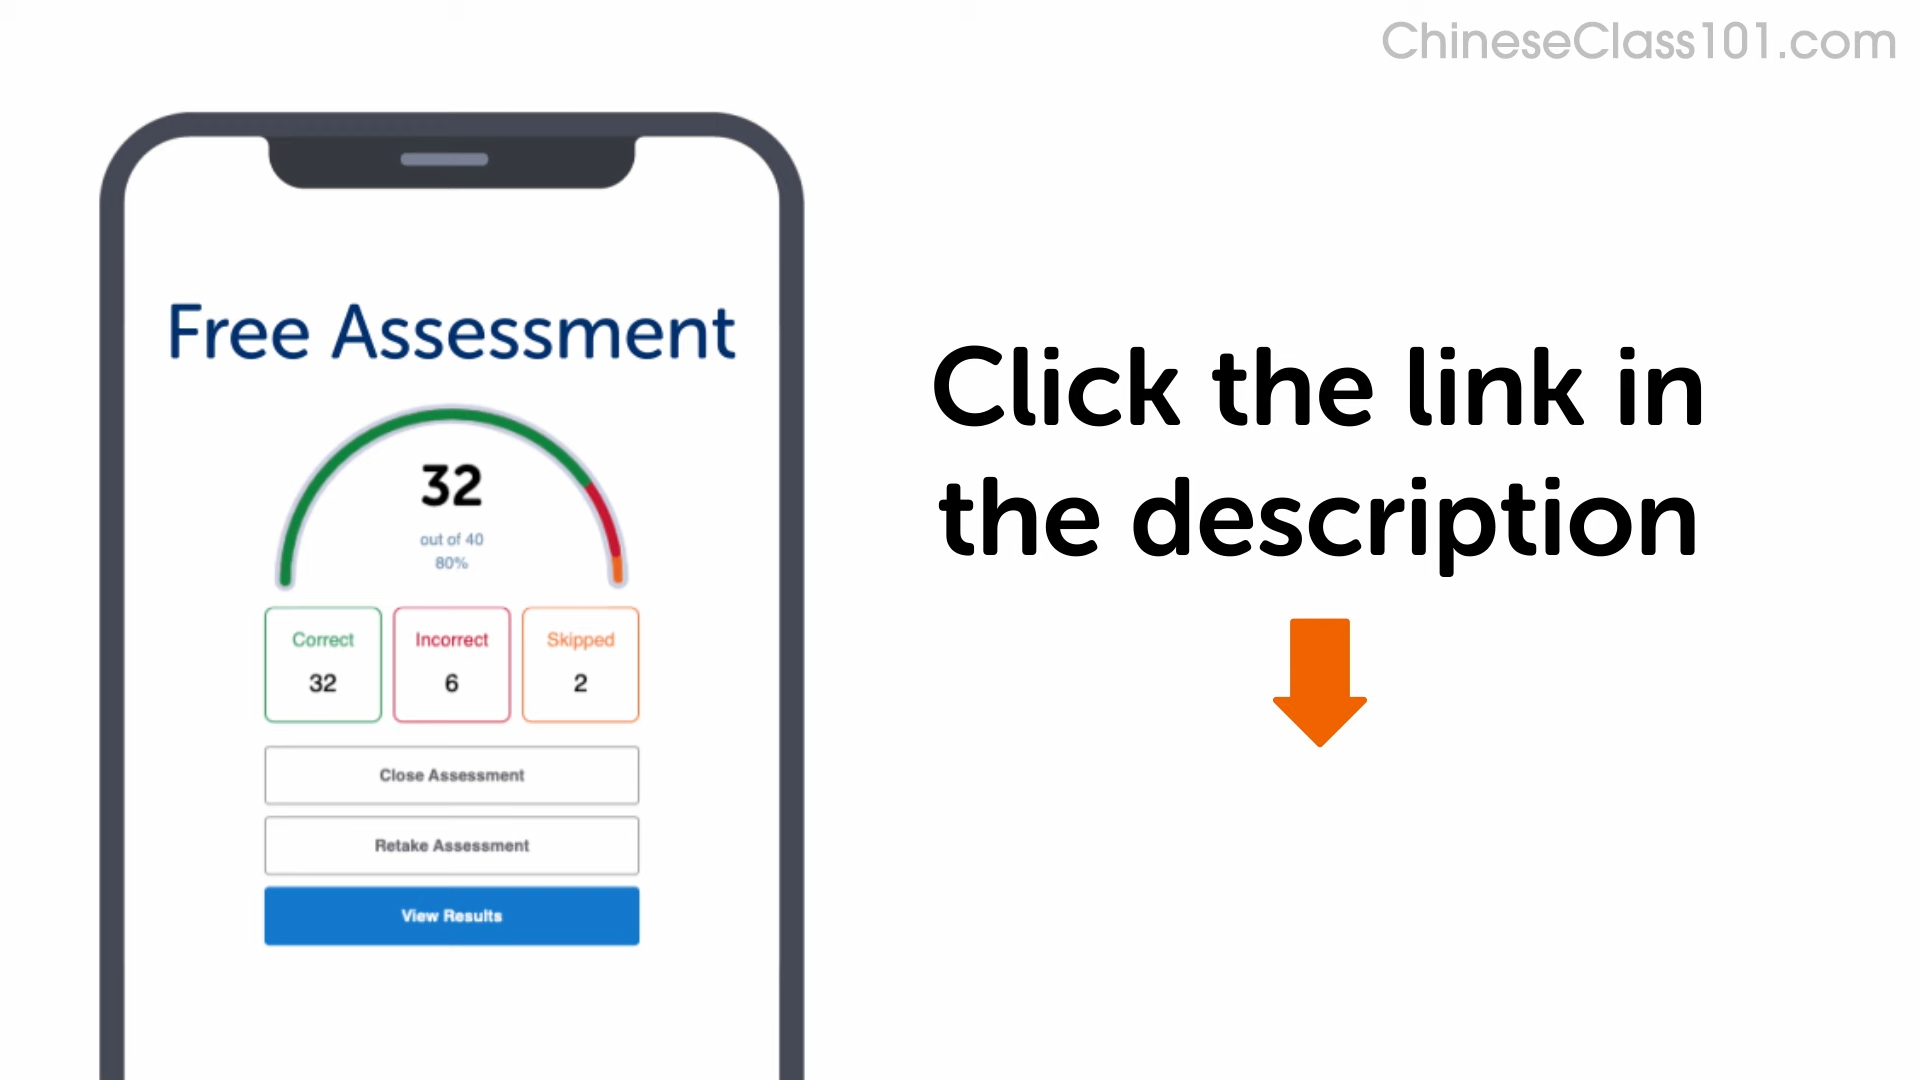 ChineseClass101.com
Free Assessment
32
out of 40
80%
Correct
32
Incorrect
6
Skipped
2
Close Assessment
Retake Assessment
View Results
Click the link in
the description